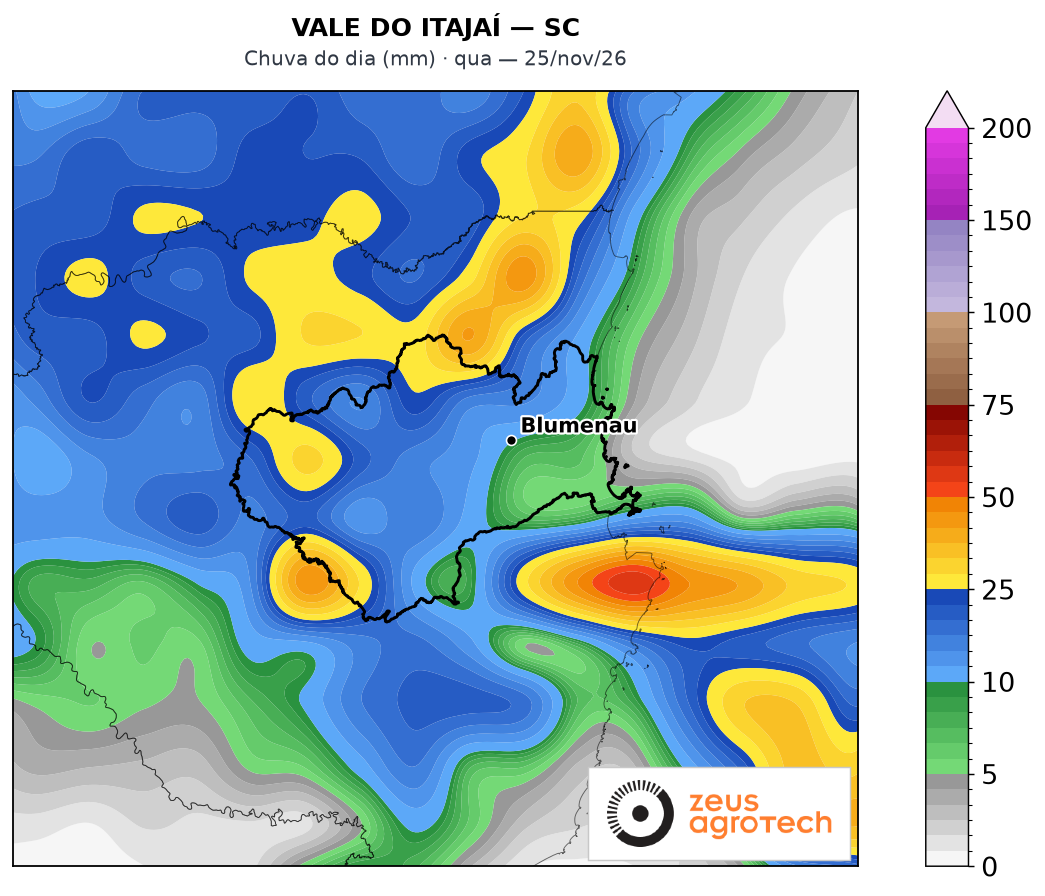 VALE DO ITAJAÍ — SC
Chuva do dia (mm) · qua — 25/nov/26
200
150
100
75
50
25
10
5
0
Blumenau
zeus
agrotech